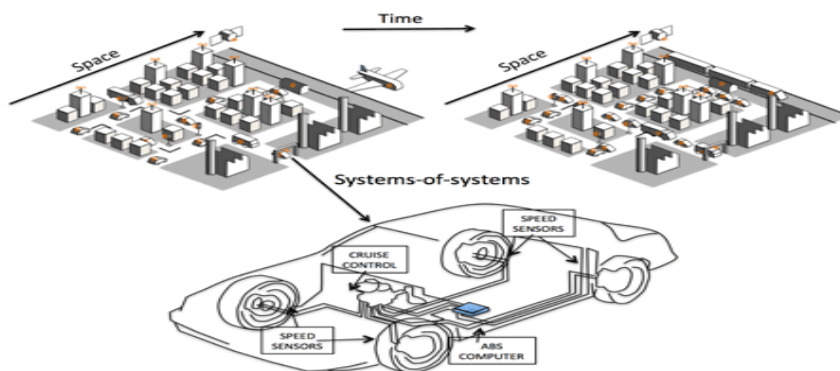 Time
Space
Space
Systems-of-systems
SPEED
SENSORS
CRUISE
CONTROL
SPEED
SENSORS
ABS
COMPUTER